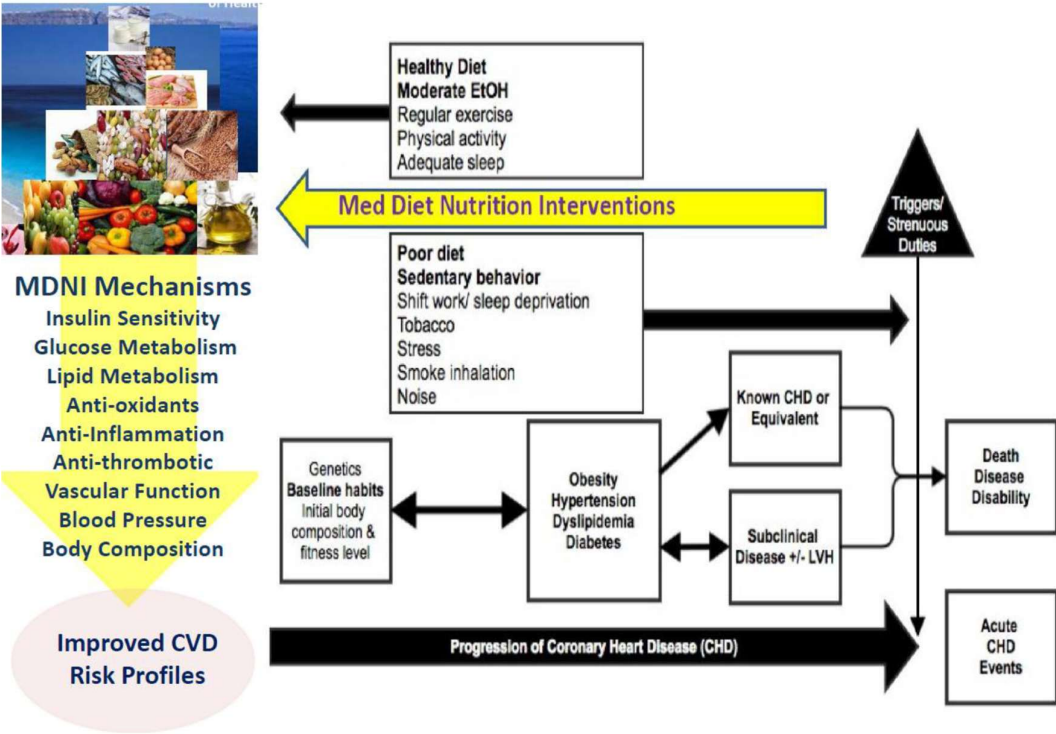 of Health
Healthy Diet
Moderate EtOH
Regular exercise
Physical activity
Adequate sleep
Med Diet Nutrition Interventions
Triggers/
Strenuous
Duties
Poor diet
Sedentary behavior
Shift work/ sleep deprivation
Tobacco
Stress
Smoke inhalation
Noise
MDNI Mechanisms
Insulin Sensitivity
Glucose Metabolism
Lipid Metabolism
Anti-oxidants
Anti-Inflammation
Anti-thrombotic
Vascular Function
Blood Pressure
Body Composition
Improved CVD
Risk Profiles
Genetics
Baseline habits
Initial body
composition &
fitness level
Obesity
Hypertension
Dyslipidemia
Diabetes
Known CHD or
Equivalent
Subclinical
Disease +/- LVH
Death
Disease
Disability
Progression of Coronary Heart Disease (CHD)
Acute
CHD
Events